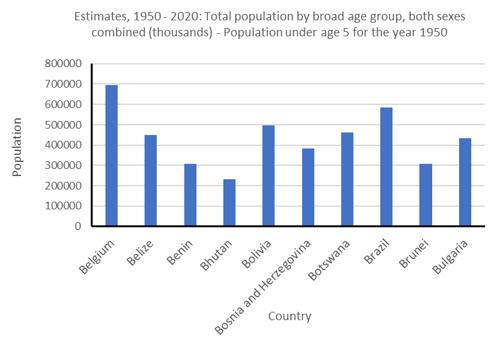 Estimates, 1950 - 2020: Total population by broad age group, both sexes
combined (thousands) - Population under age 5 for the year 1950
Population
800000
700000
600000
500000
400000
300000
200000
100000
0
Belgium
Belize
Benin
Bhutan
Bolivia
Bosnia and Herzegovina
Botswana
Brazil
Brunei
Bulgaria
Country